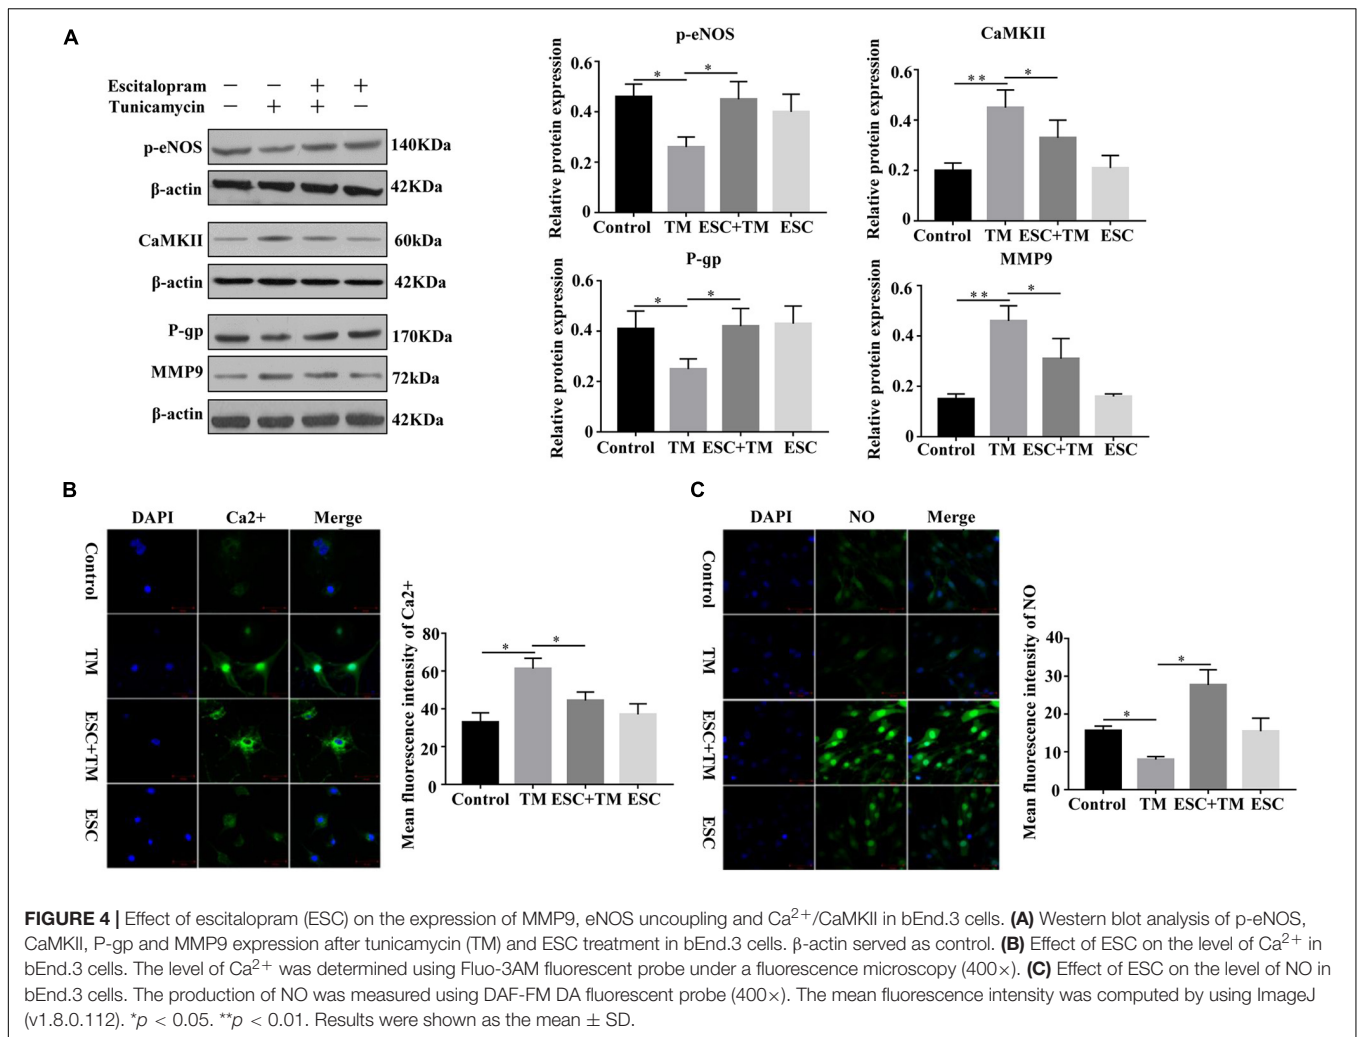 A
Escitalopram − − + +
Tunicamycin − + + −
p-eNOS 140KDa
β-actin 42KDa
CaMKII 60kDa
β-actin 42KDa
P-gp 170KDa
MMP9 72kDa
β-actin 42KDa
p-eNOS
Relative protein expression
0.6
0.4
0.2
0
* *
Control TM ESC+TM ESC
CaMKII
Relative protein expression
0.6
0.4
0.2
0
** *
Control TM ESC+TM ESC
P-gp
Relative protein expression
0.6
0.4
0.2
0
* *
Control TM ESC+TM ESC
MMP9
Relative protein expression
0.6
0.4
0.2
0
** *
Control TM ESC+TM ESC
B
DAPI Ca2+ Merge
Control
TM
ESC+TM
ESC
Mean fluorescence intensity of Ca2+
80
60
40
20
0
* *
Control TM ESC+TM ESC
C
DAPI NO Merge
Control
TM
ESC+TM
ESC
Mean fluorescence intensity of NO
40
30
20
10
0
* *
Control TM ESC+TM ESC
FIGURE 4 | Effect of escitalopram (ESC) on the expression of MMP9, eNOS uncoupling and Ca2+/CaMKII in bEnd.3 cells. (A) Western blot analysis of p-eNOS,
CaMKII, P-gp and MMP9 expression after tunicamycin (TM) and ESC treatment in bEnd.3 cells. β-actin served as control. (B) Effect of ESC on the level of Ca2+ in
bEnd.3 cells. The level of Ca2+ was determined using Fluo-3AM fluorescent probe under a fluorescence microscopy (400×). (C) Effect of ESC on the level of NO in
bEnd.3 cells. The production of NO was measured using DAF-FM DA fluorescent probe (400×). The mean fluorescence intensity was computed by using ImageJ
(v1.8.0.112). *p < 0.05. **p < 0.01. Results were shown as the mean ± SD.